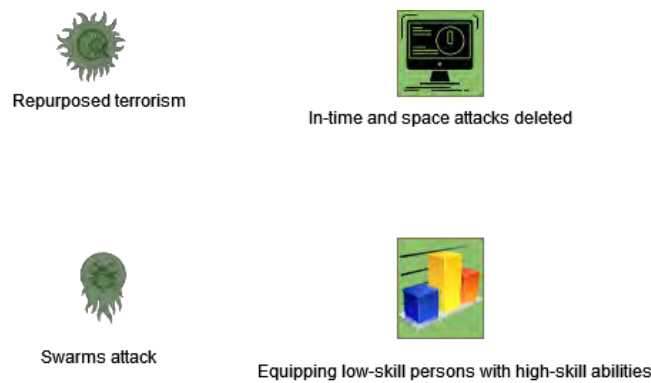 Repurposed terrorism
In-time and space attacks deleted
Swarms attack
Equipping low-skill persons with high-skill abilities